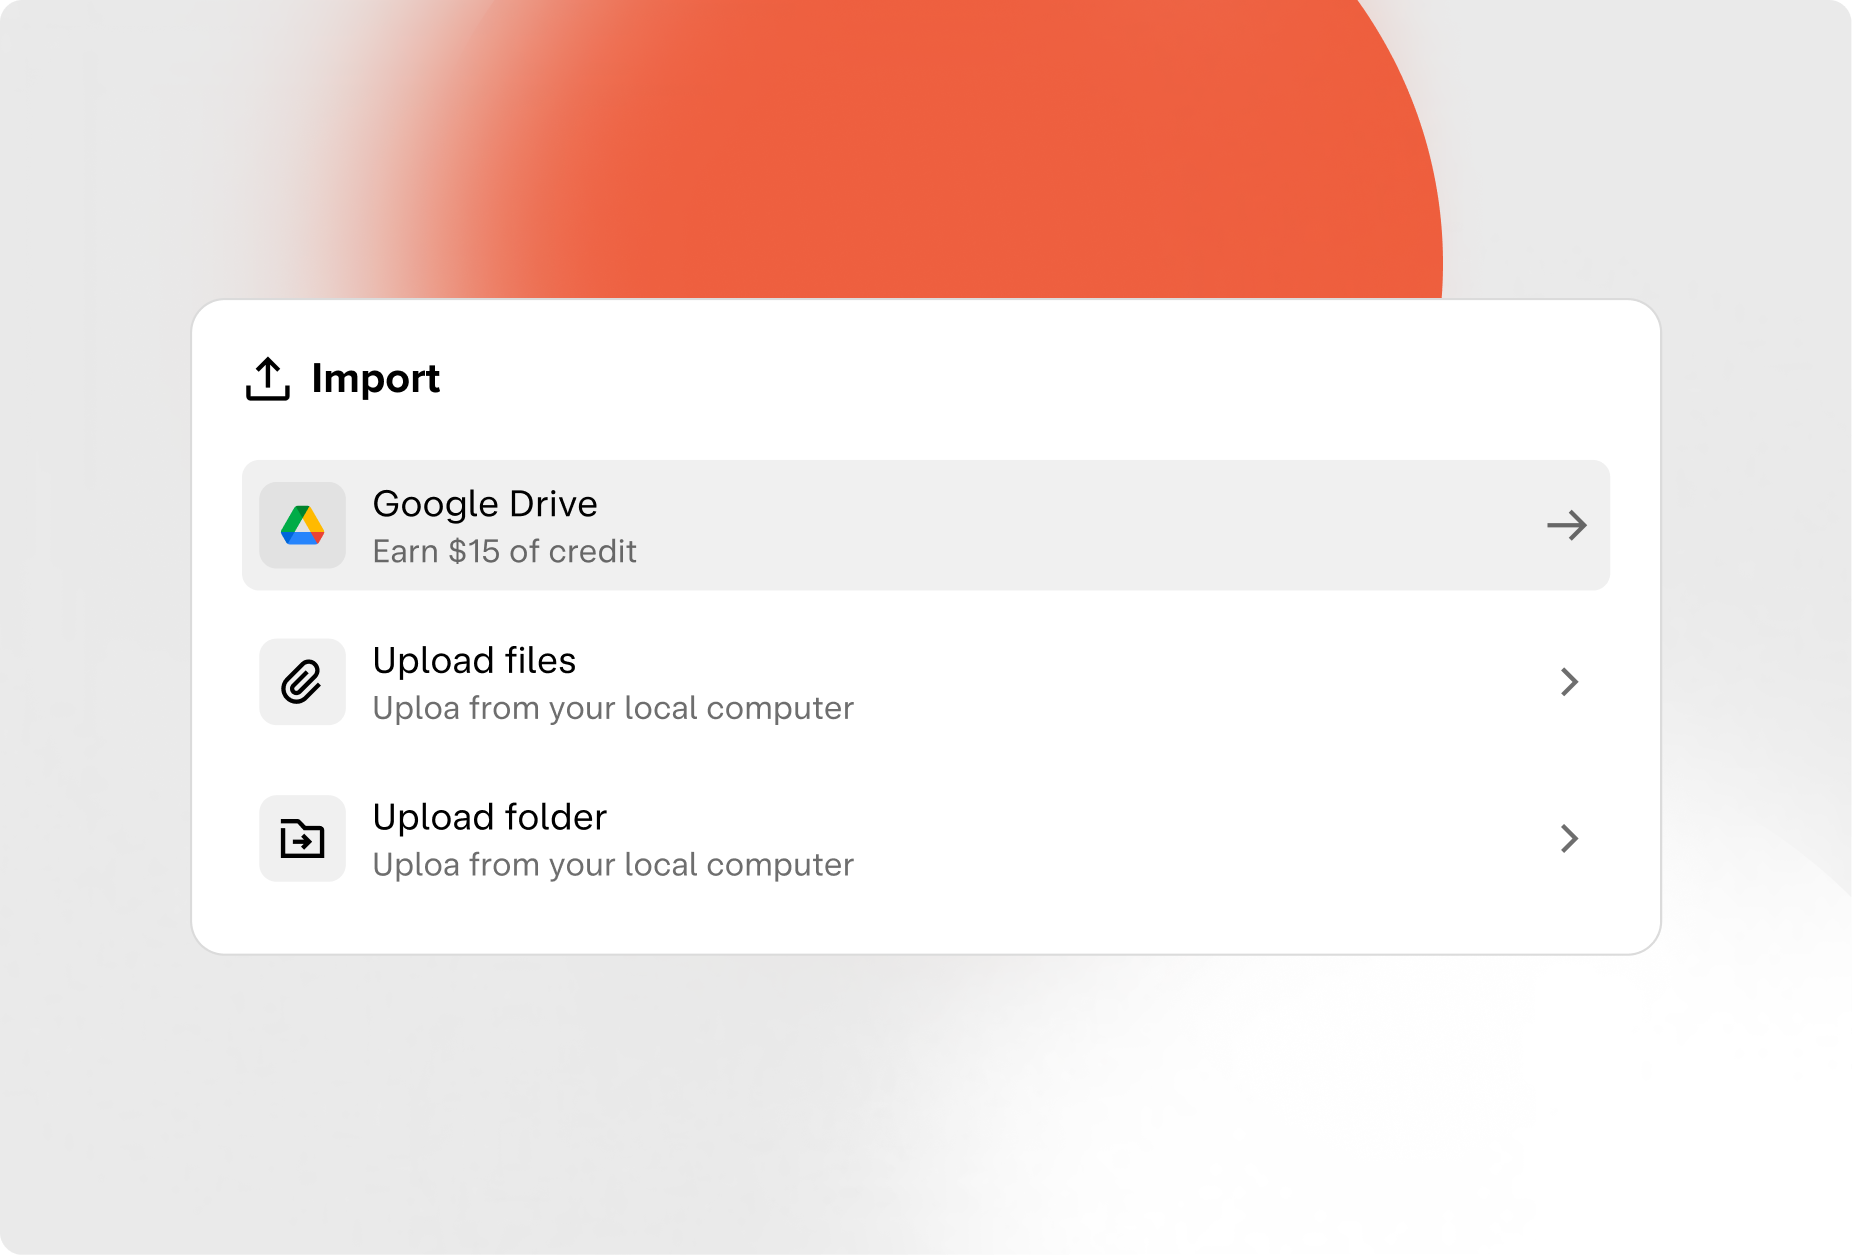 Import
Google Drive
Earn $15 of credit
Upload files
Uploa from your local computer
Upload folder
Uploa from your local computer